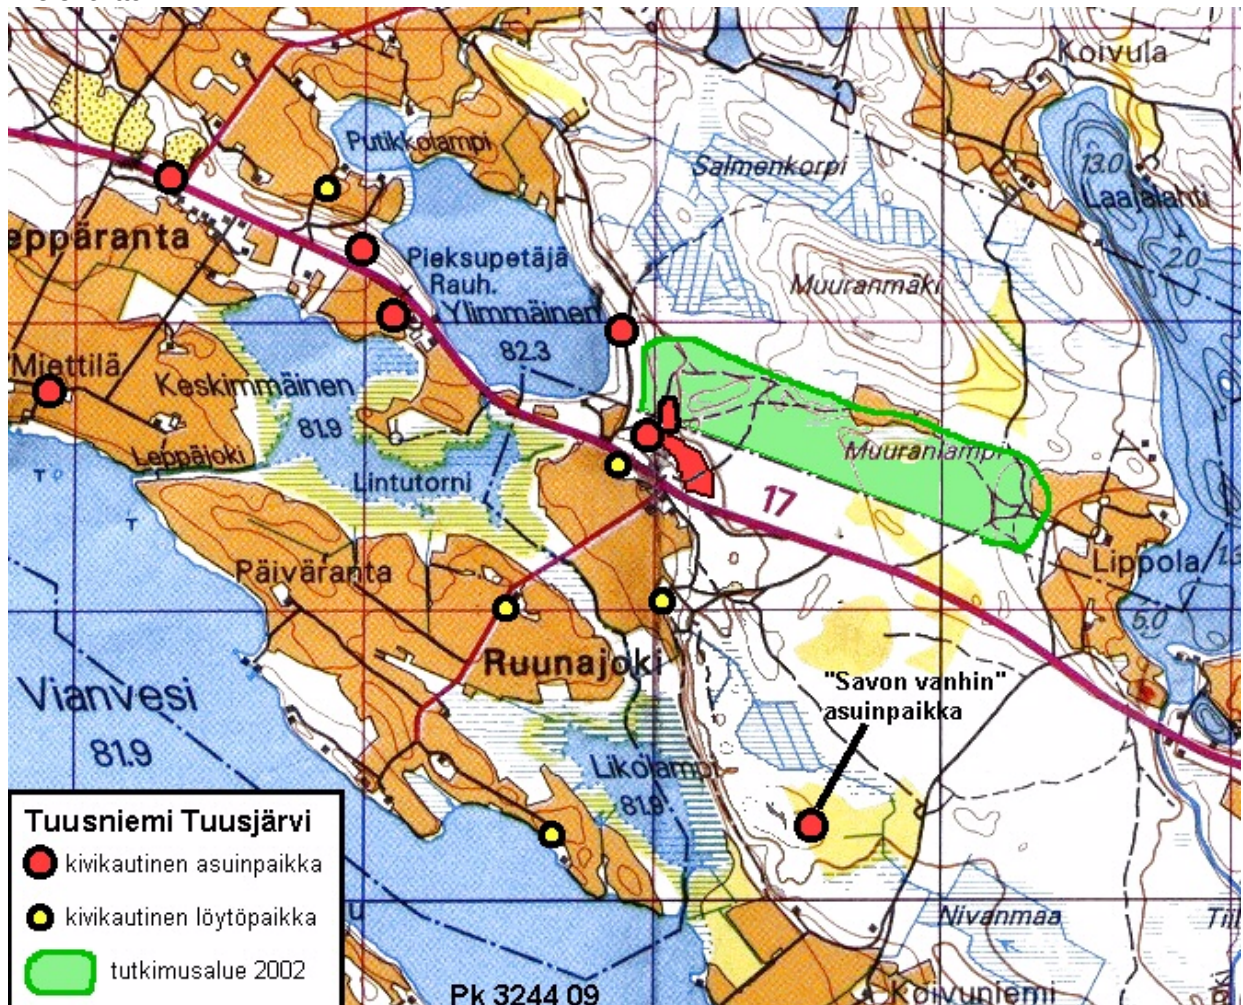 Koivula
Putikkolampi
Salmenkorpi
13.0
Laajalahti
eppäranta
Pieksupetäjä
Rauh.
2.0
Muuranmäki
Ylimmäinen
82.3
Miettilä
Keskimmäinen
81.9
Leppäjoki
Muuranlampi
Lintutorni
17
Päiväranta
Lippola
5.0
Ruunajoki
"Savon vanhin"
asuinpaikka
Vianvesi
81.9
Likolampi
81.9
Tuusniemi Tuusjärvi
kivikautinen asuinpaikka
kivikautinen löytöpaikka
tutkimusalue 2002
Nivanmaa
Pk 3244 09
Koivuniemi